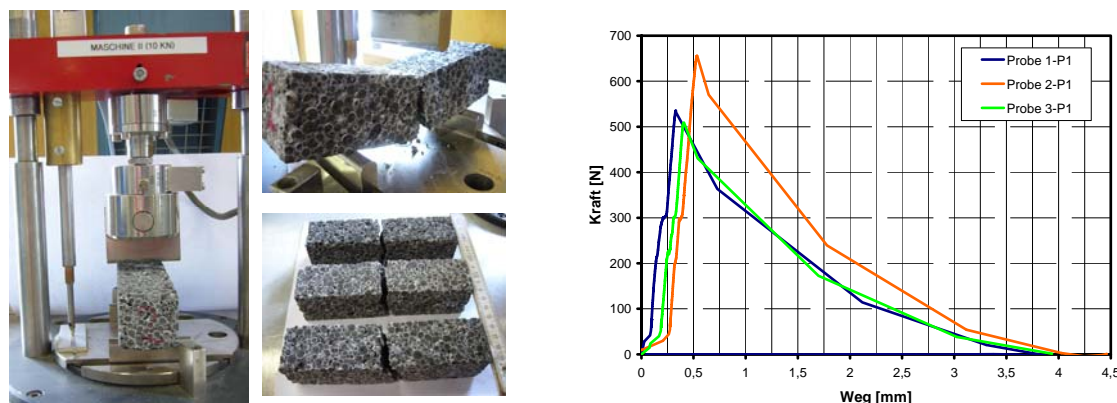 MASCHINE II (10 KN)
Kraft [N]
700
600
500
400
300
200
100
0
0 0,5 1 1,5 2 2,5 3 3,5 4 4,5
Weg [mm]
Probe 1-P1
Probe 2-P1
Probe 3-P1